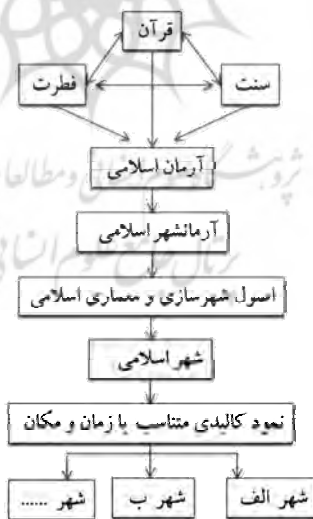 قرآن
سنت
فطرت
آرمان اسلامی
آرمانشهر اسلامی
اصول شهرسازی و معماری اسلامی
شهر اسلامی
نمود کالبدی متناسب با زمان و مکان
شهر الف
شهر ب
شهر ......